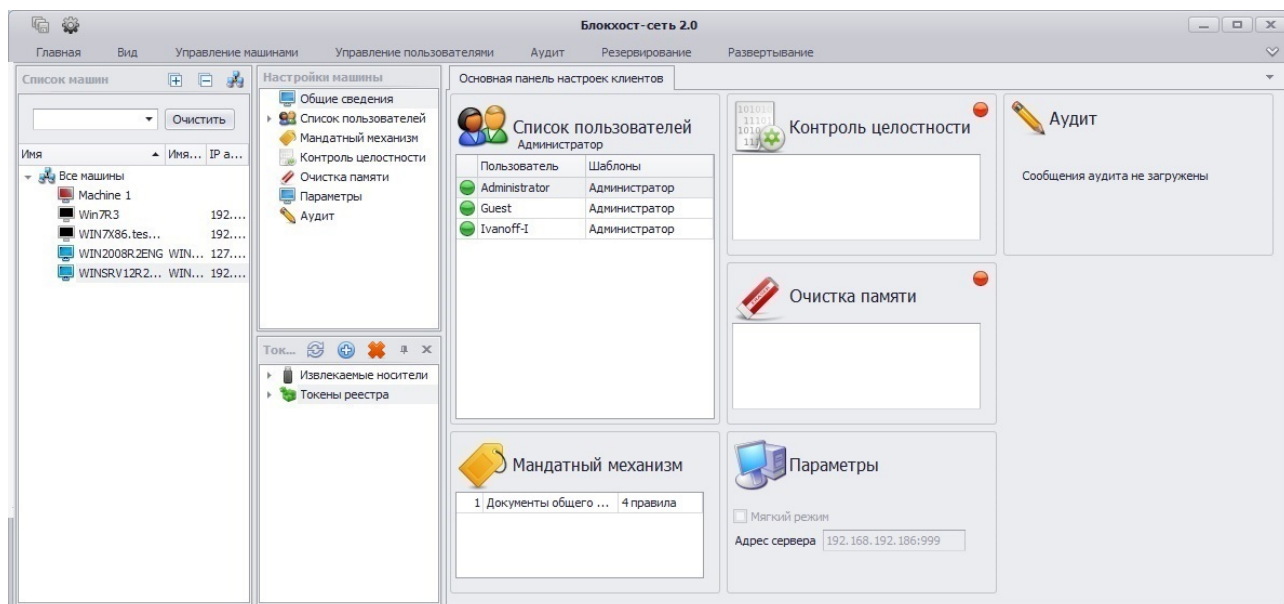 Блокхост-сеть 2.0
Главная Вид Управление машинами Управление пользователями Аудит Резервирование Развертывание
Список машин
Очистить
Имя Имя... IP а...
Все машины
Machine 1
Win7R3 192....
WIN7X86.tes... 192....
WIN2008R2ENG WIN... 127....
WINSRV12R2... WIN... 192....
Настройки машины
Общие сведения
Список пользователей
Мандатный механизм
Контроль целостности
Очистка памяти
Параметры
Аудит
Ток...
Извлекаемые носители
Токены реестра
Основная панель настроек клиентов
Список пользователей
Администратор
Пользователь Шаблоны
Administrator Администратор
Guest Администратор
Ivanoff-I Администратор
Мандатный механизм
1 Документы общего ... 4 правила
Контроль целостности
Очистка памяти
Параметры
Мягкий режим
Адрес сервера 192.168.192.186:999
Аудит
Сообщения аудита не загружены